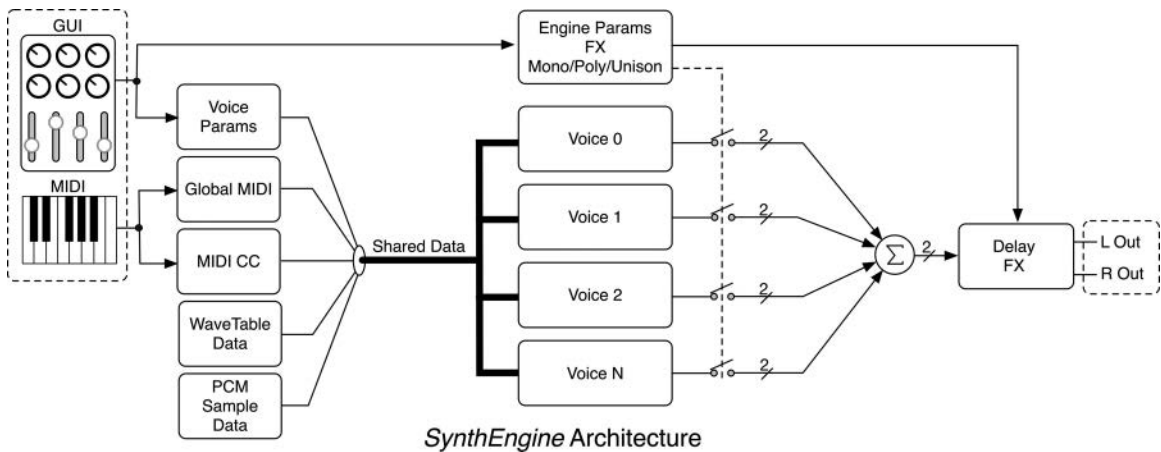 GUI
MIDI
Voice
Params
Global MIDI
MIDI CC
WaveTable
Data
PCM
Sample
Data
Shared Data
Engine Params
FX
Mono/Poly/Unison
Voice 0
2
Voice 1
2
Voice 2
2
Voice N
2
Σ
2
Delay
FX
L Out
R Out
SynthEngine Architecture